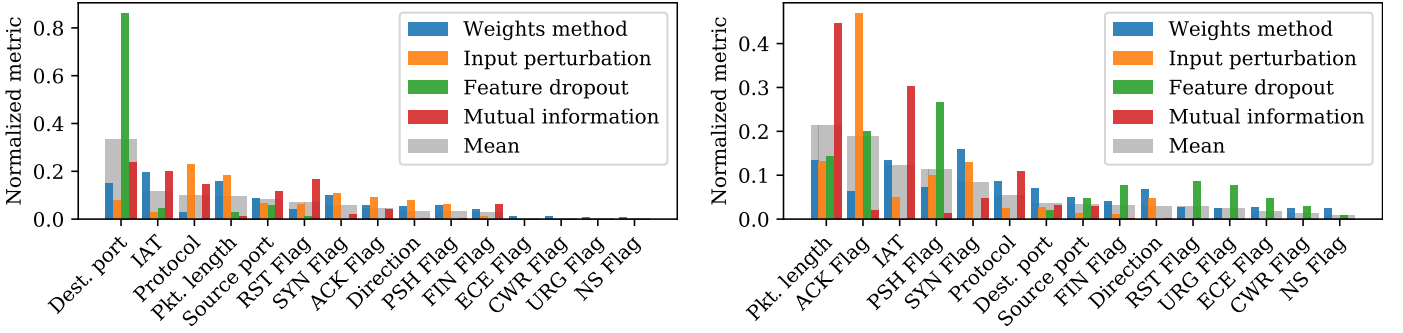 Normalized metric
0.8
0.6
0.4
0.2
0.0
Weights method
Input perturbation
Feature dropout
Mutual information
Mean
Dest. port
IAT
Protocol
Pkt. length
Source port
RST Flag
SYN Flag
ACK Flag
Direction
PSH Flag
FIN Flag
ECE Flag
CWR Flag
URG Flag
NS Flag
Normalized metric
0.4
0.3
0.2
0.1
0.0
Weights method
Input perturbation
Feature dropout
Mutual information
Mean
Pkt. length
ACK Flag
IAT
PSH Flag
SYN Flag
Protocol
Dest. port
Source port
FIN Flag
Direction
RST Flag
URG Flag
ECE Flag
CWR Flag
NS Flag